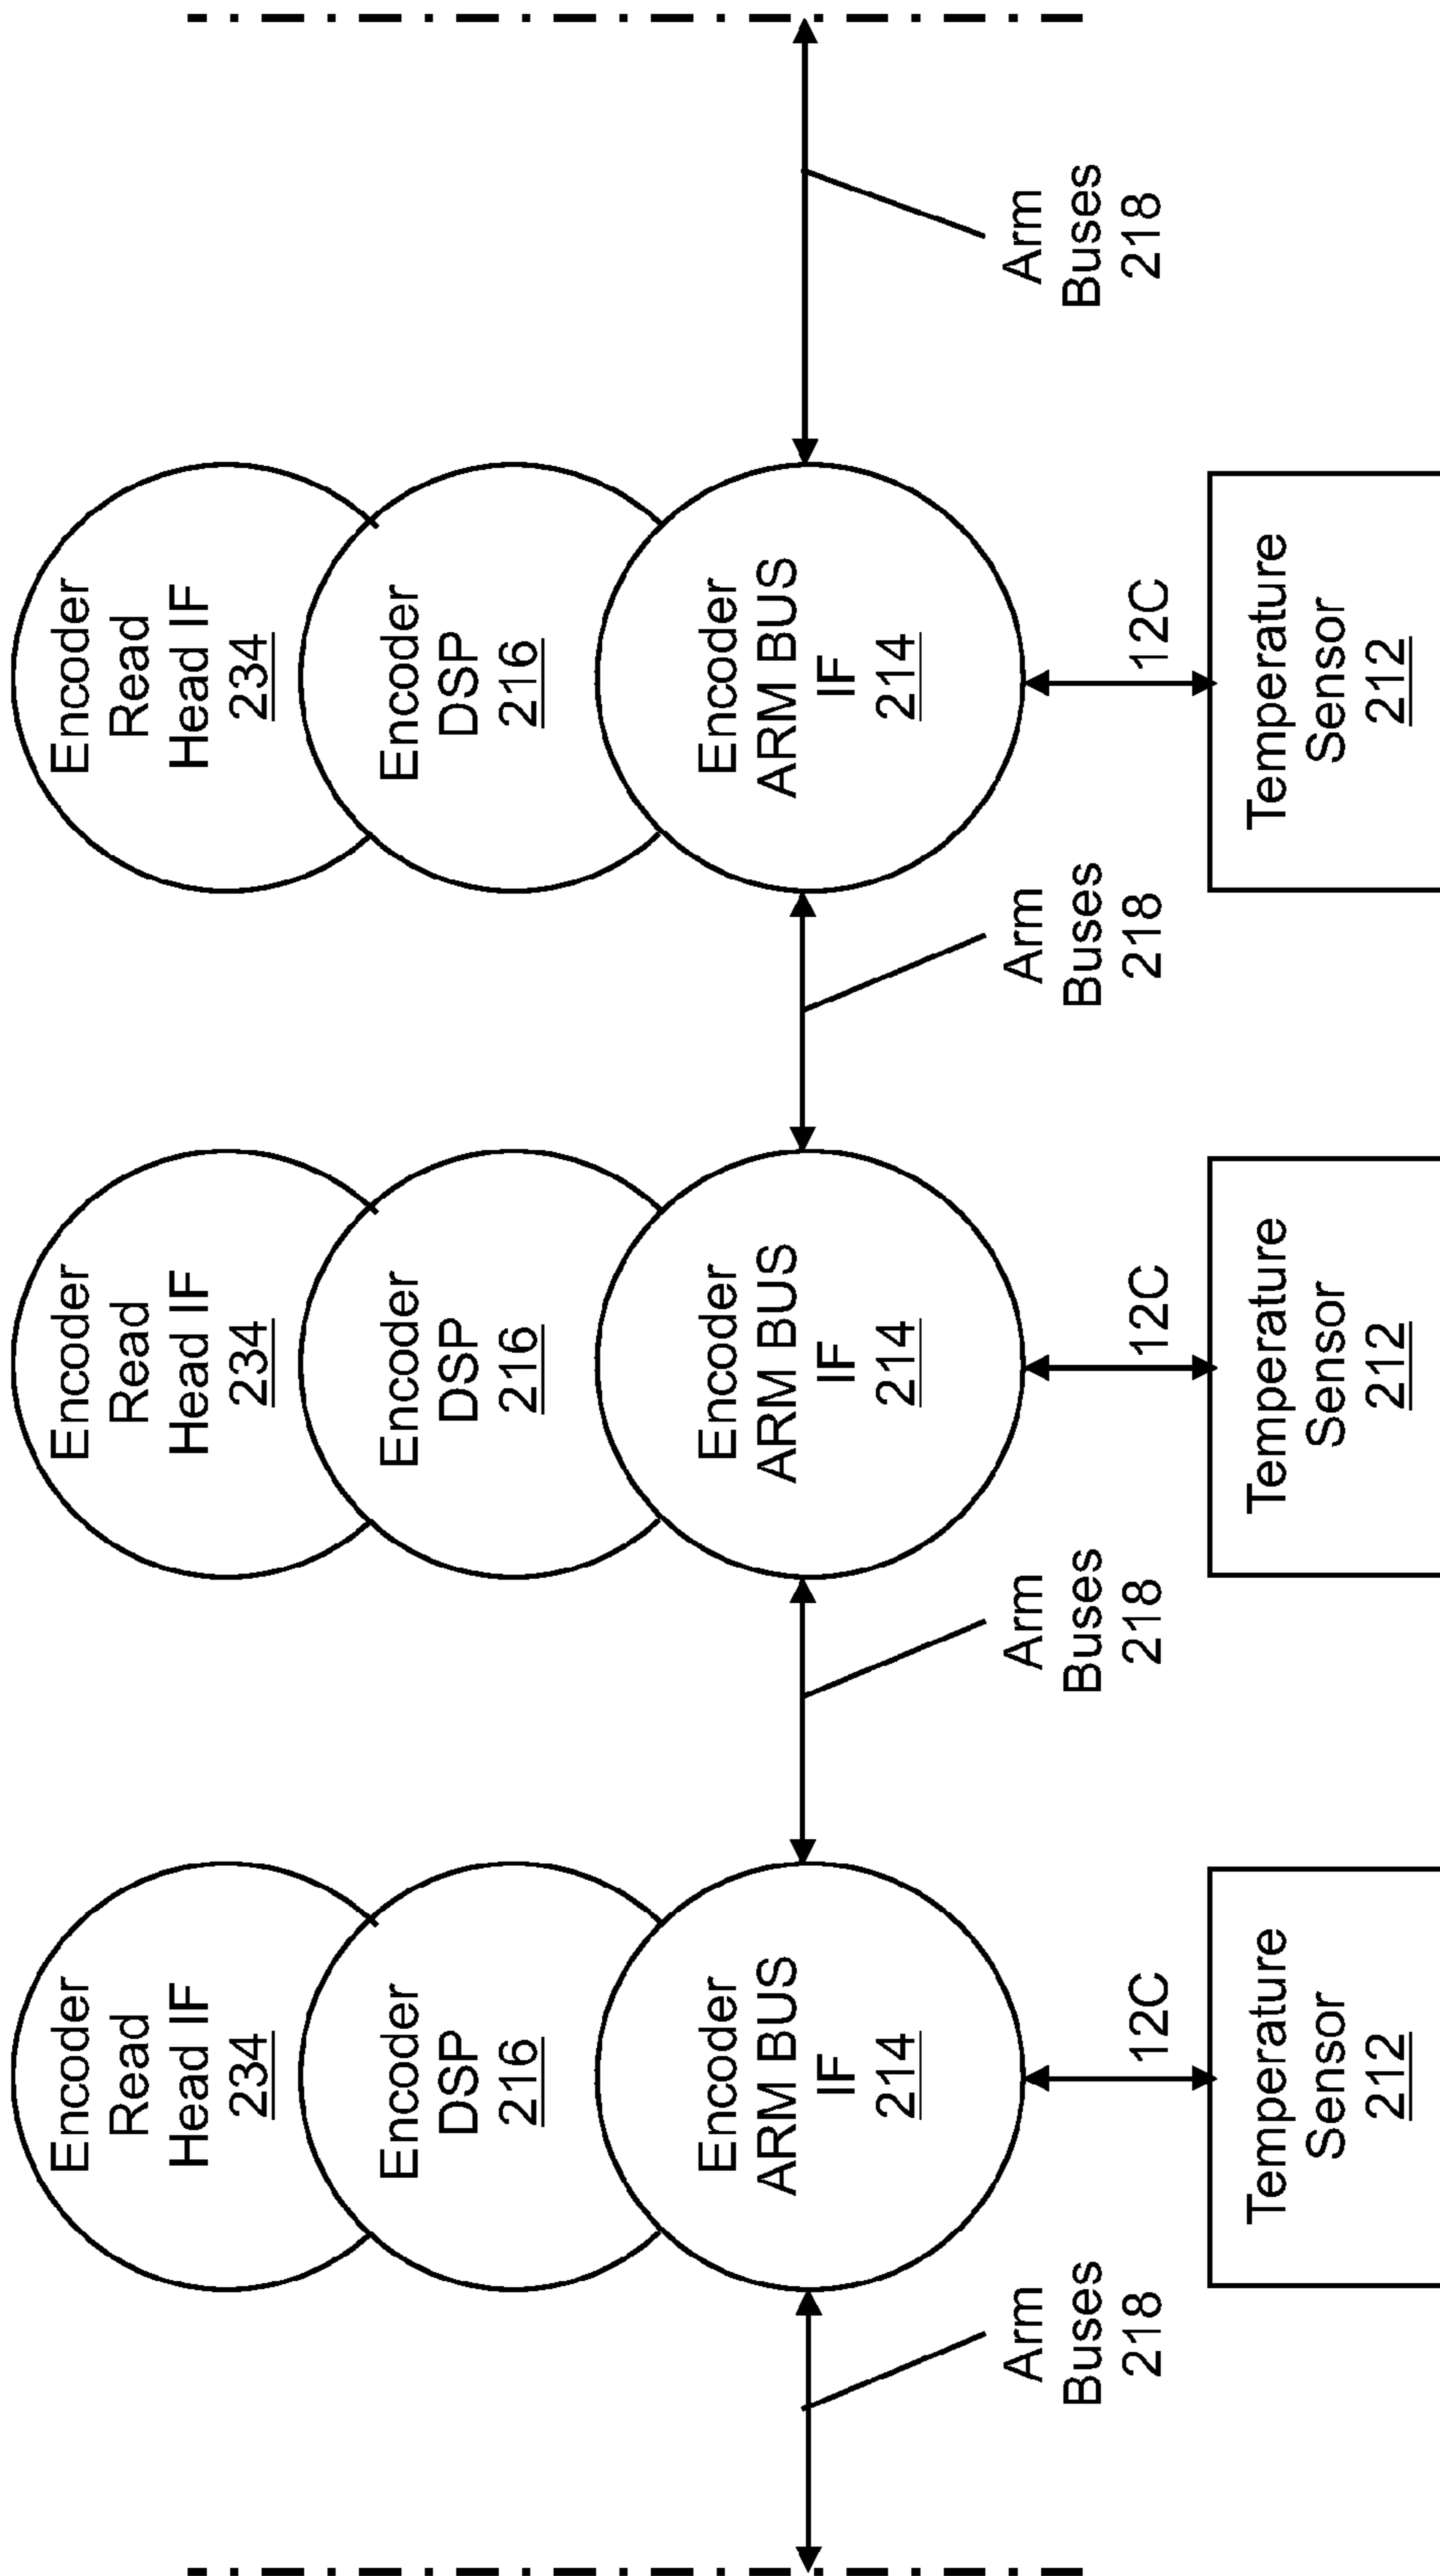 Encoder
Read
Head IF
234
Encoder
DSP
216
Encoder
ARM BUS
IF
214
12C
Temperature
Sensor
212
Arm
Buses
218
Encoder
Read
Head IF
234
Encoder
DSP
216
Encoder
ARM BUS
IF
214
12C
Temperature
Sensor
212
Arm
Buses
218
Encoder
Read
Head IF
234
Encoder
DSP
216
Encoder
ARM BUS
IF
214
12C
Temperature
Sensor
212
Arm
Buses
218
Arm
Buses
218